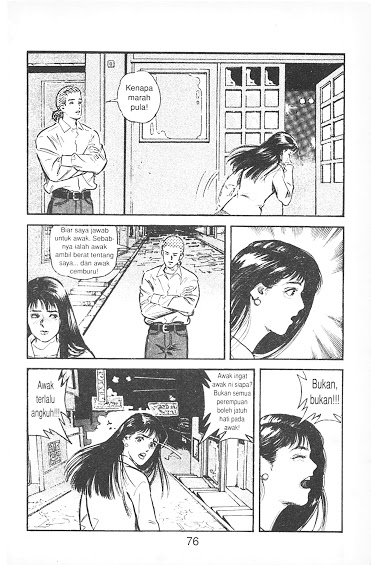 Kenapa
marah
pula!
Biar saya jawab
untuk awak. Sebab-
nya ialah awak
ambil berat tentang
saya... dan awak
cemburu!
Awak
terlalu
angkuh!!!
Awak ingat
awak ni siapa?
Bukan semua
perempuan
boleh jatuh
hati pada
awak!
Bukan,
bukan!!!
76